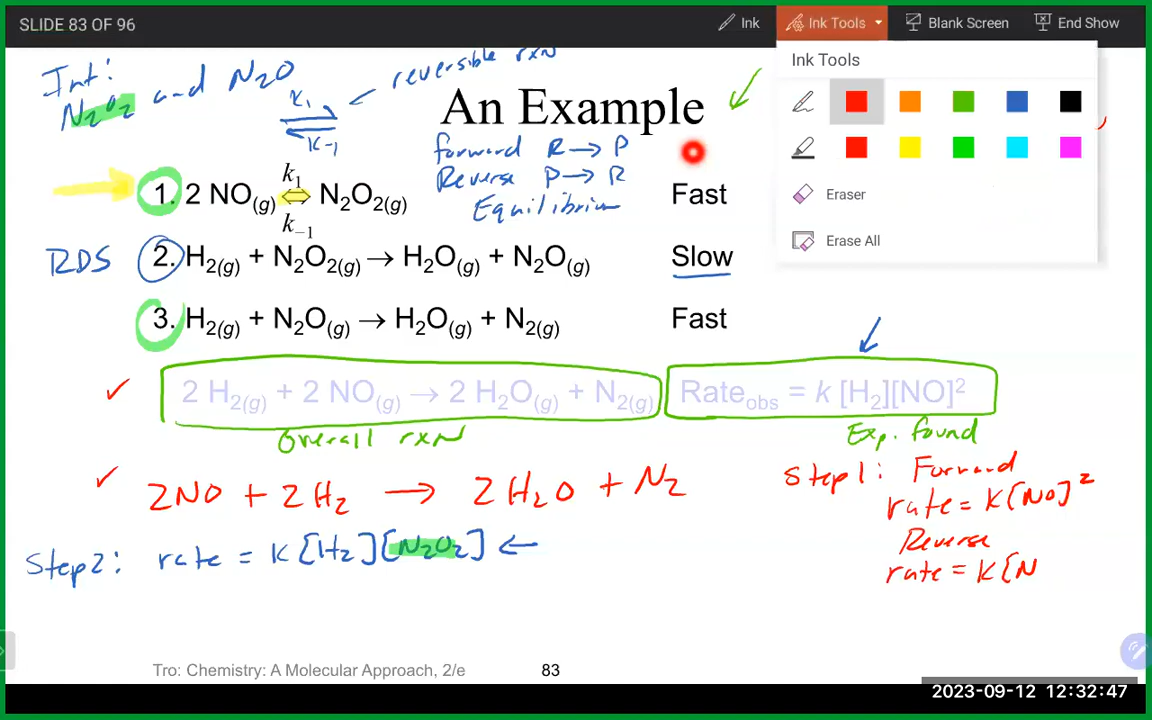 SLIDE 83 OF 96
Ink
Ink Tools
Blank Screen
End Show
Ink Tools
Eraser
Erase All
Int:
N₂O₂ and N₂O
K₁
K-1
reversible rxn
An Example
forward R → P
Reverse P → R
Equilibrium
k₁
1. 2 NO(g) ⇔ N₂O₂(g) Fast
k₋₁
RDS 2. H₂(g) + N₂O₂(g) → H₂O(g) + N₂O(g) Slow
3. H₂(g) + N₂O(g) → H₂O(g) + N₂(g) Fast
✓ 2 H₂(g) + 2 NO(g) → 2 H₂O(g) + N₂(g) Rateobs = k [H₂][NO]²
Overall rxn
Exp. found
✓ 2NO + 2H₂ → 2H₂O + N₂
Step1: Forward
rate = K[NO]²
Reverse
rate = K[N
Step2: rate = K[H₂][N₂O₂] ←
Tro: Chemistry: A Molecular Approach, 2/e 83
2023-09-12 12:32:47